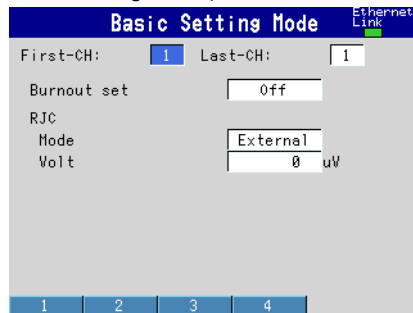 Basic Setting Mode Ethernet
Link
First-CH: 1 Last-CH: 1
Burnout set Off
RJC
Mode External
Volt 0 uV
1 2 3 4